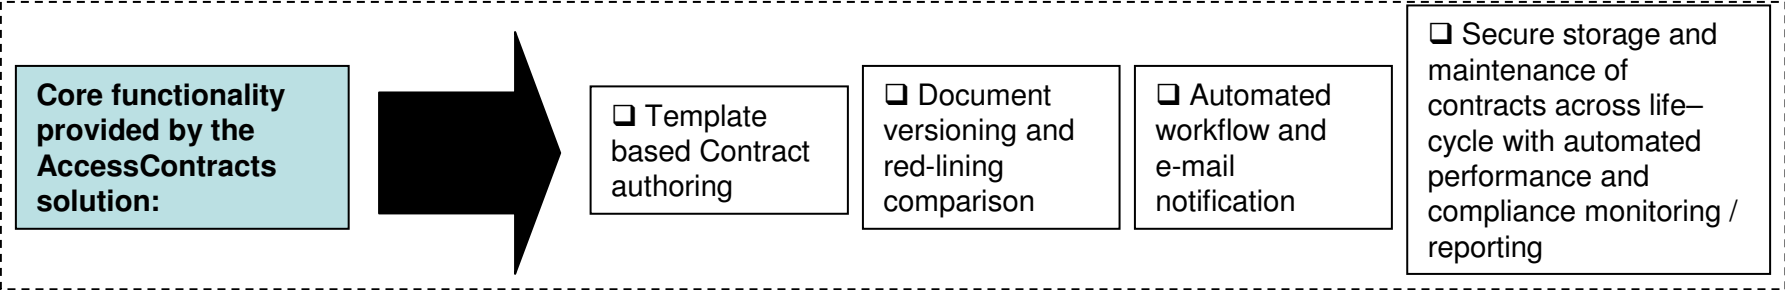 Core functionality
provided by the
AccessContracts
solution:
❑ Template
based Contract
authoring
❑ Document
versioning and
red-lining
comparison
❑ Automated
workflow and
e-mail
notification
❑ Secure storage and
maintenance of
contracts across life–
cycle with automated
performance and
compliance monitoring /
reporting